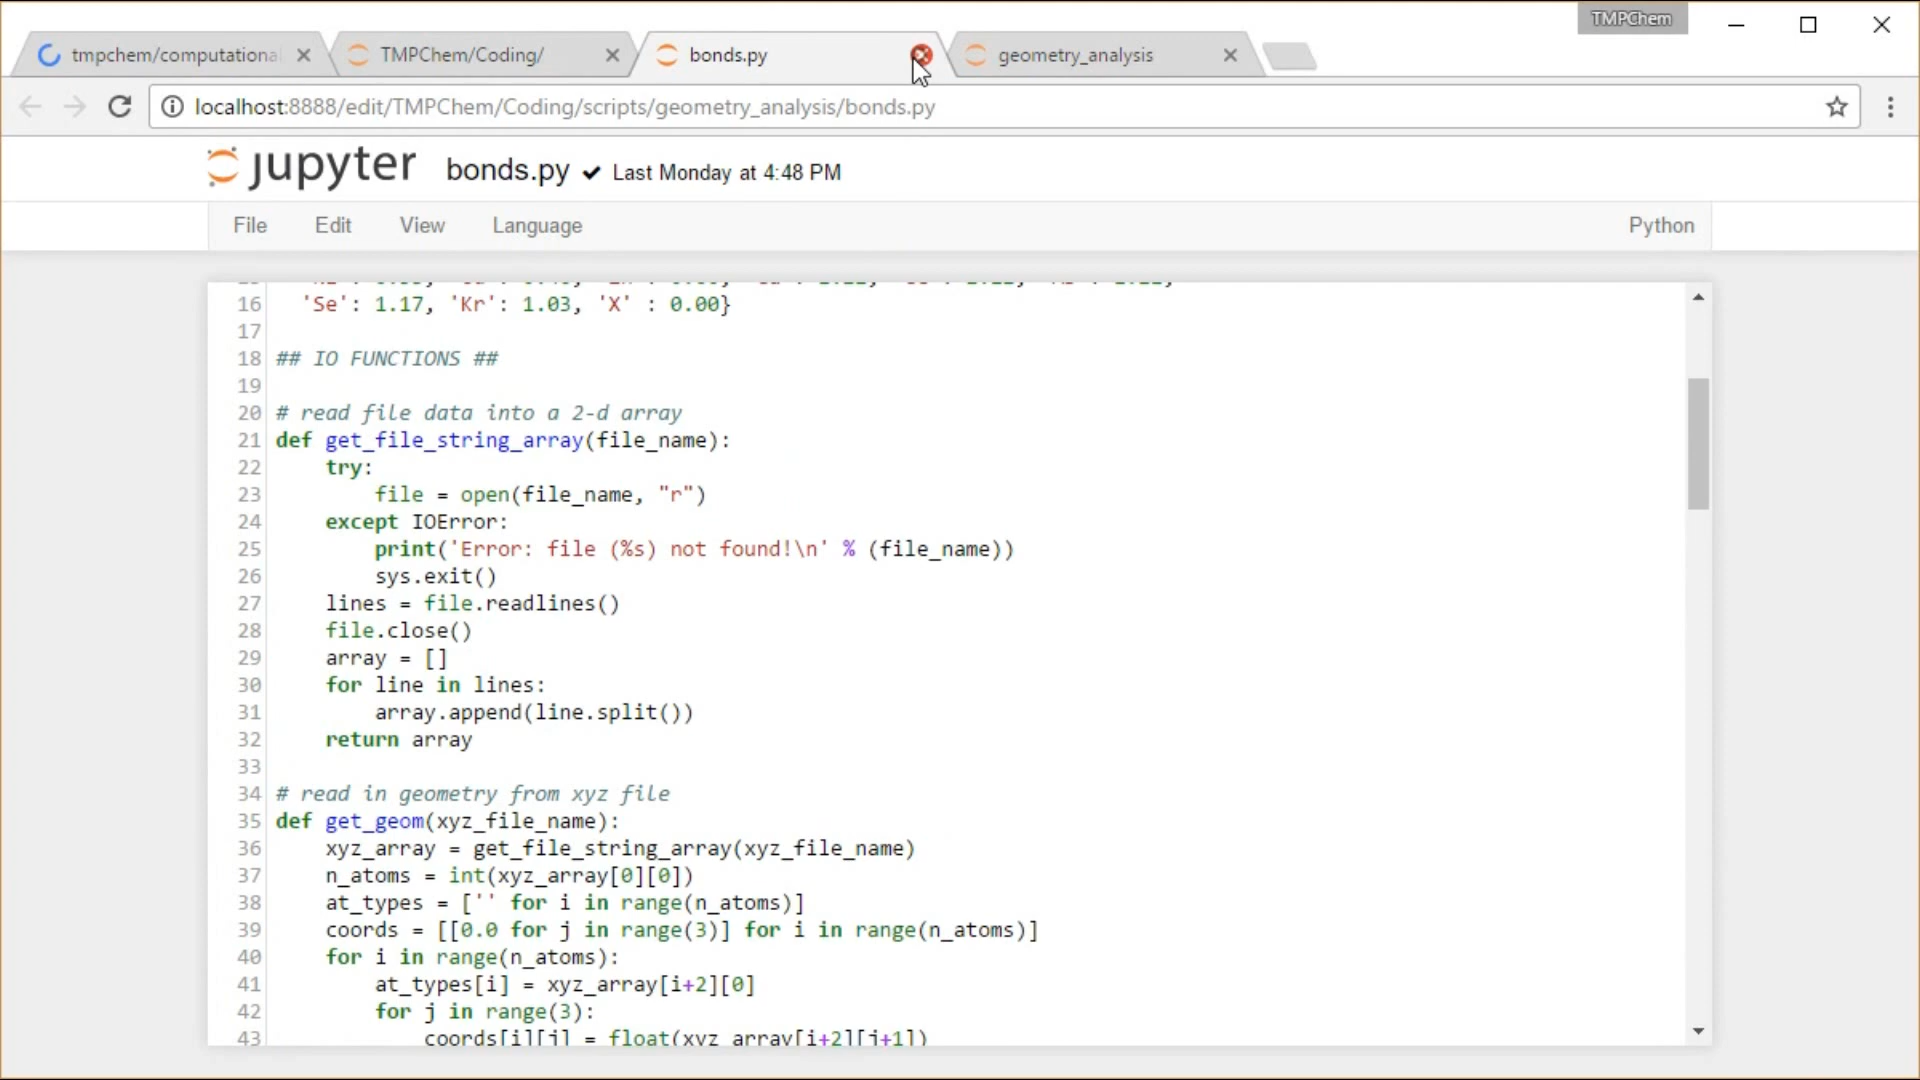 TMPChem
tmpchem/computational
TMPChem/Coding/
bonds.py
geometry_analysis
localhost:8888/edit/TMPChem/Coding/scripts/geometry_analysis/bonds.py
jupyter bonds.py ✔ Last Monday at 4:48 PM
File Edit View Language Python
16 'Se': 1.17, 'Kr': 1.03, 'X' : 0.00}
17
18 ## IO FUNCTIONS ##
19
20 # read file data into a 2-d array
21 def get_file_string_array(file_name):
22 try:
23 file = open(file_name, "r")
24 except IOError:
25 print('Error: file (%s) not found!\n' % (file_name))
26 sys.exit()
27 lines = file.readlines()
28 file.close()
29 array = []
30 for line in lines:
31 array.append(line.split())
32 return array
33
34 # read in geometry from xyz file
35 def get_geom(xyz_file_name):
36 xyz_array = get_file_string_array(xyz_file_name)
37 n_atoms = int(xyz_array[0][0])
38 at_types = ['' for i in range(n_atoms)]
39 coords = [[0.0 for j in range(3)] for i in range(n_atoms)]
40 for i in range(n_atoms):
41 at_types[i] = xyz_array[i+2][0]
42 for j in range(3):
43 coords[i][j] = float(xyz_array[i+2][j+1])